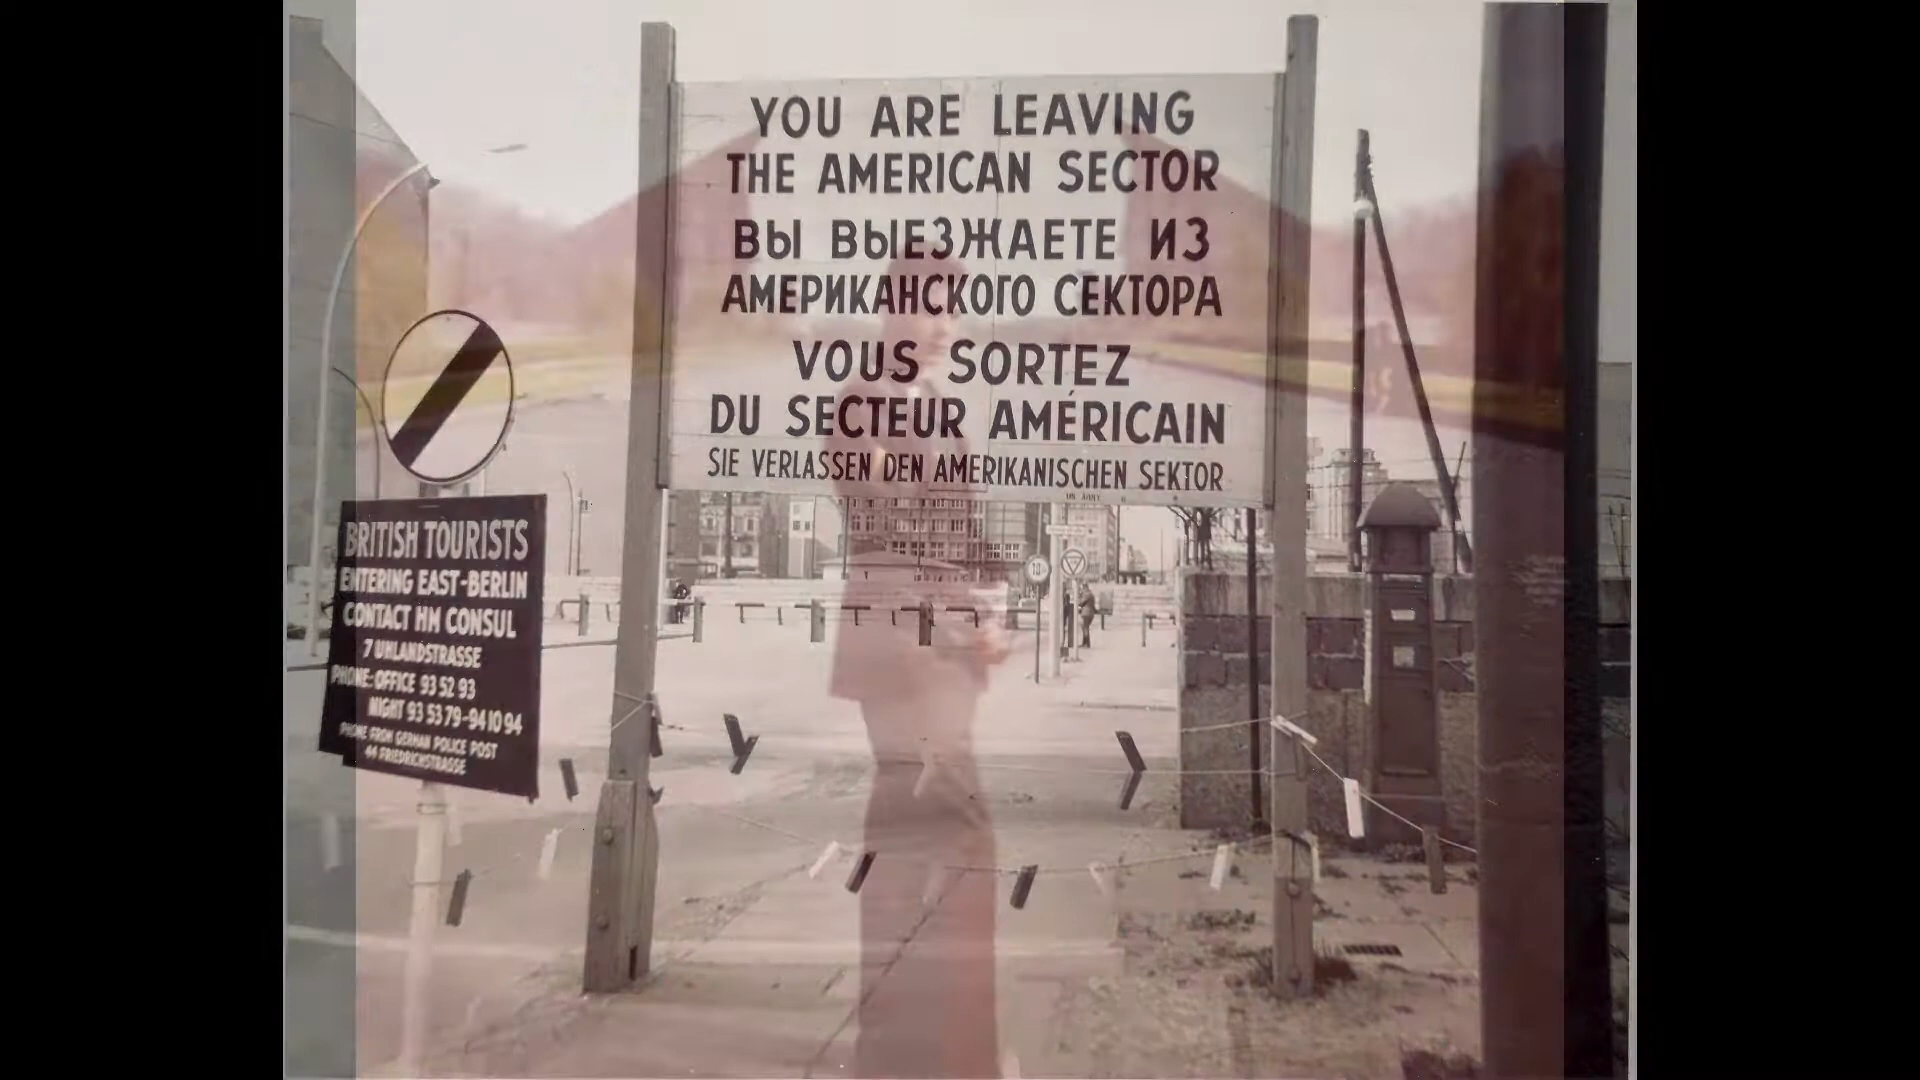 YOU ARE LEAVING
THE AMERICAN SECTOR
ВЫ ВЫЕЗЖАЕТЕ ИЗ
АМЕРИКАНСКОГО СЕКТОРА
VOUS SORTEZ
DU SECTEUR AMÉRICAIN
SIE VERLASSEN DEN AMERIKANISCHEN SEKTOR
BRITISH TOURISTS
ENTERING EAST-BERLIN
CONTACT HM CONSUL
7 UHLANDSTRASSE
PHONE: OFFICE 93 52 93
NIGHT 93 53 79-94 10 94
PHONE FROM GERMAN POLICE POST
44 FRIEDRICHSTRASSE